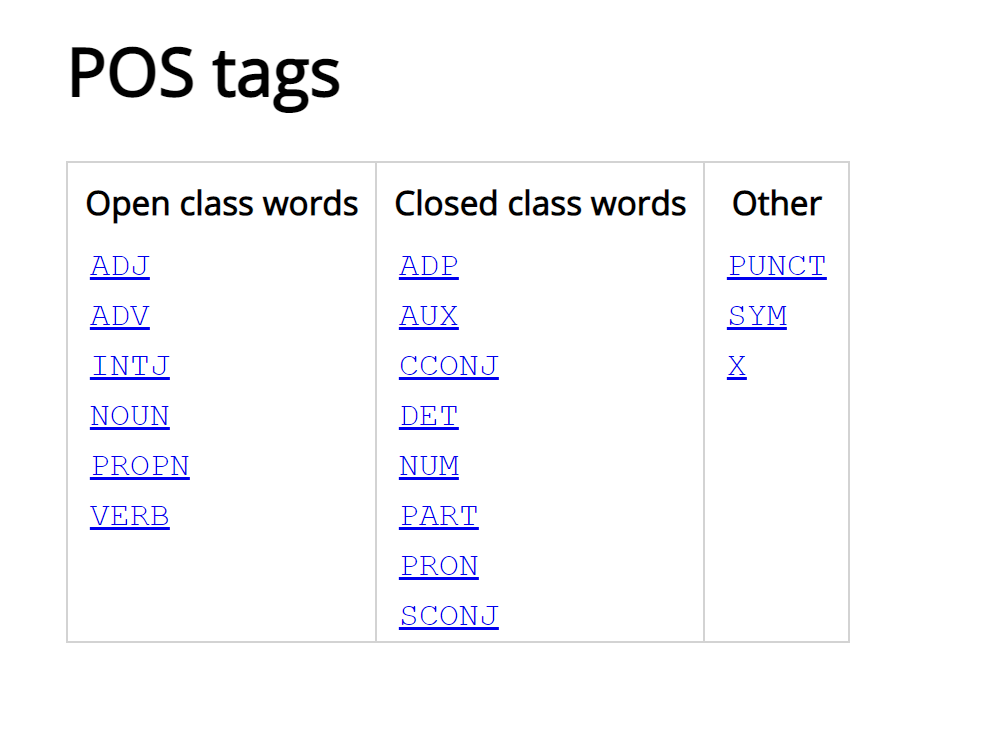 POS tags
Open class words Closed class words Other
ADJ ADP PUNCT
ADV AUX SYM
INTJ CCONJ X
NOUN DET
PROPN NUM
VERB PART
PRON
SCONJ